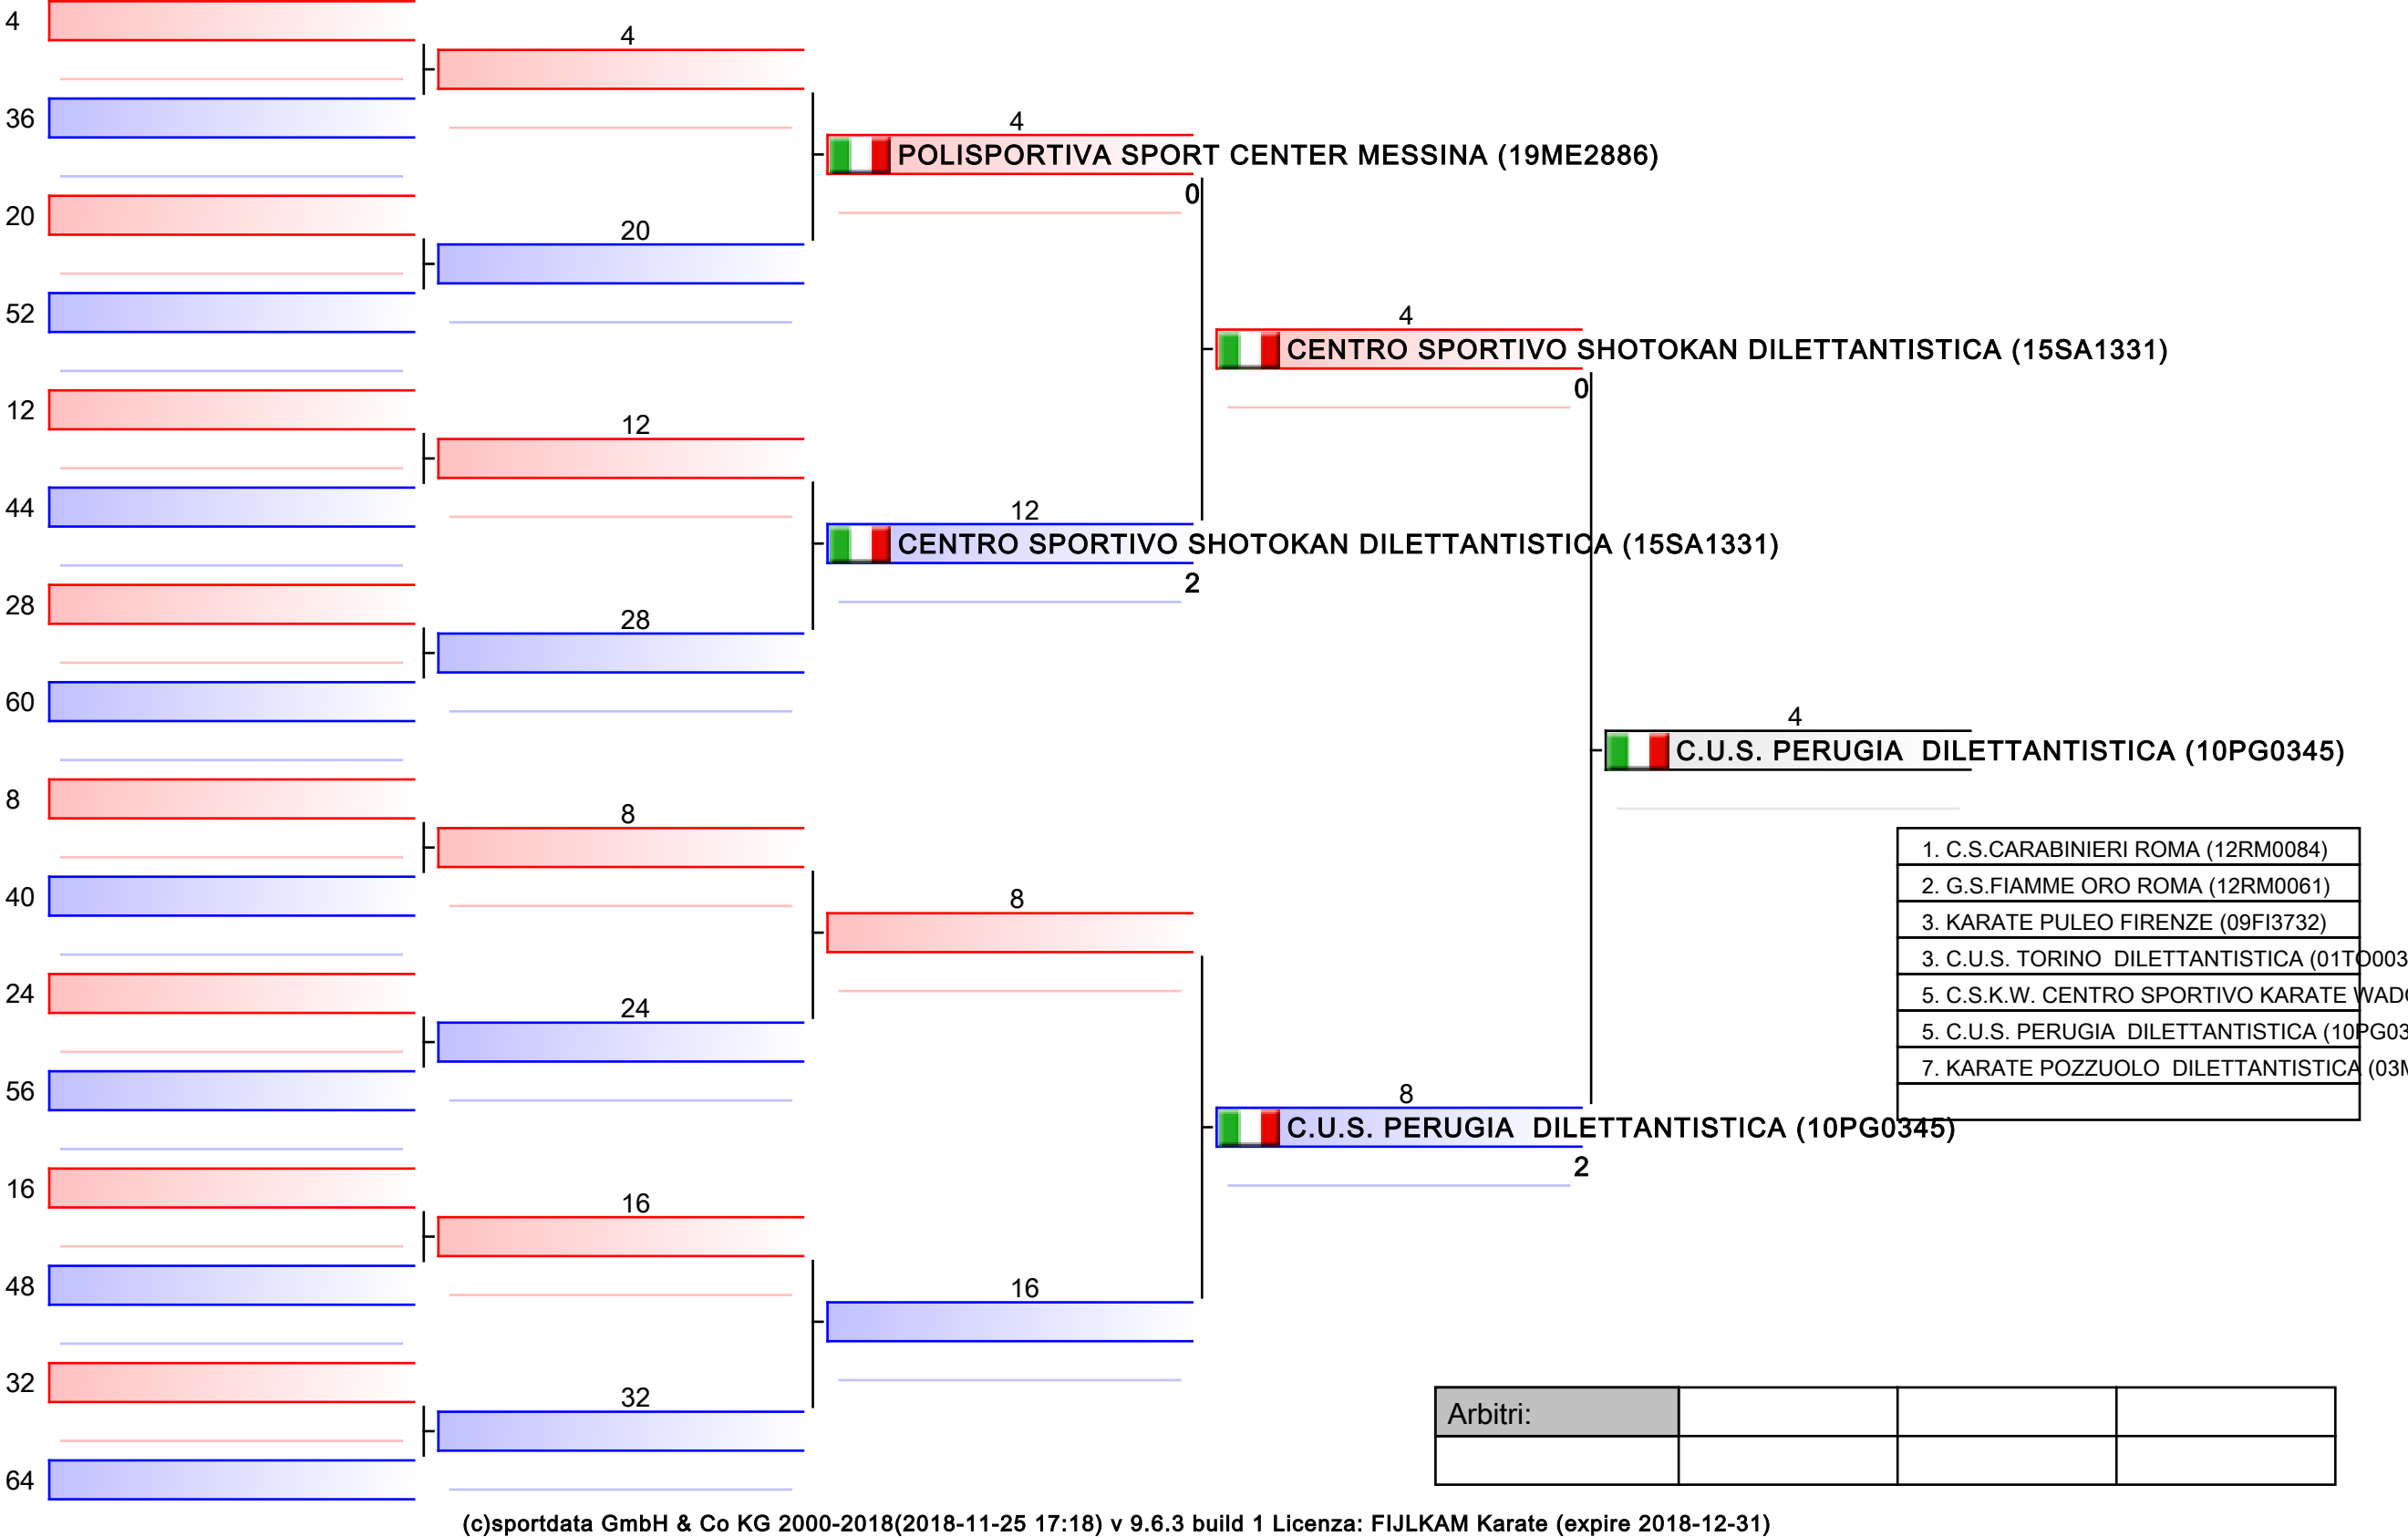 4
36
20
52
12
44
28
60
8
40
24
56
16
48
32
64
4
20
12
28
8
24
16
32
4
POLISPORTIVA SPORT CENTER MESSINA (19ME2886)
0
12
CENTRO SPORTIVO SHOTOKAN DILETTANTISTICA (15SA1331)
2
8
16
4
CENTRO SPORTIVO SHOTOKAN DILETTANTISTICA (15SA1331)
0
8
C.U.S. PERUGIA DILETTANTISTICA (10PG0345)
2
4
C.U.S. PERUGIA DILETTANTISTICA (10PG0345)
1. C.S.CARABINIERI ROMA (12RM0084)
2. G.S.FIAMME ORO ROMA (12RM0061)
3. KARATE PULEO FIRENZE (09FI3732)
3. C.U.S. TORINO DILETTANTISTICA (01TO003
5. C.S.K.W. CENTRO SPORTIVO KARATE WADO
5. C.U.S. PERUGIA DILETTANTISTICA (10PG03
7. KARATE POZZUOLO DILETTANTISTICA (03M
Arbitri:
(c)sportdata GmbH & Co KG 2000-2018(2018-11-25 17:18) v 9.6.3 build 1 Licenza: FIJLKAM Karate (expire 2018-12-31)